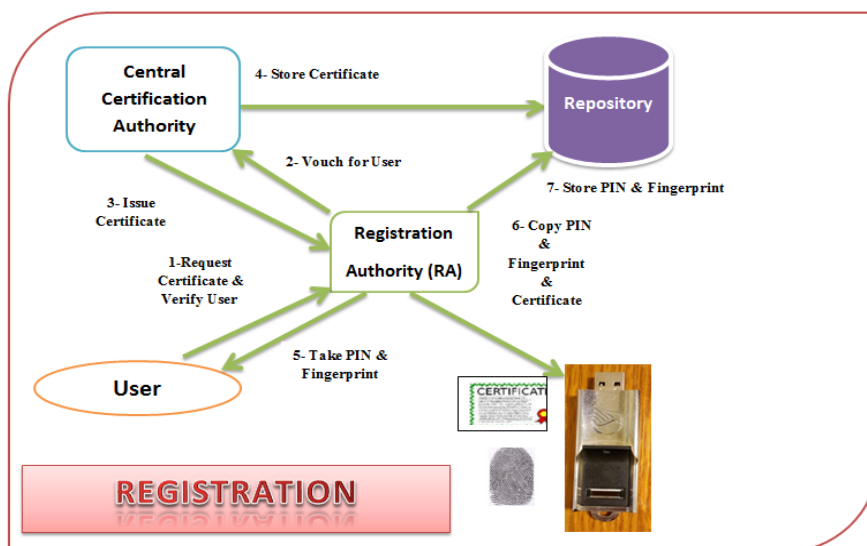 Central
Certification
Authority
4- Store Certificate
Repository
2- Vouch for User
7- Store PIN & Fingerprint
3- Issue
Certificate
Registration
Authority (RA)
6- Copy PIN
&
Fingerprint
&
Certificate
1-Request
Certificate &
Verify User
5- Take PIN &
Fingerprint
User
CERTIFICAT
REGISTRATION